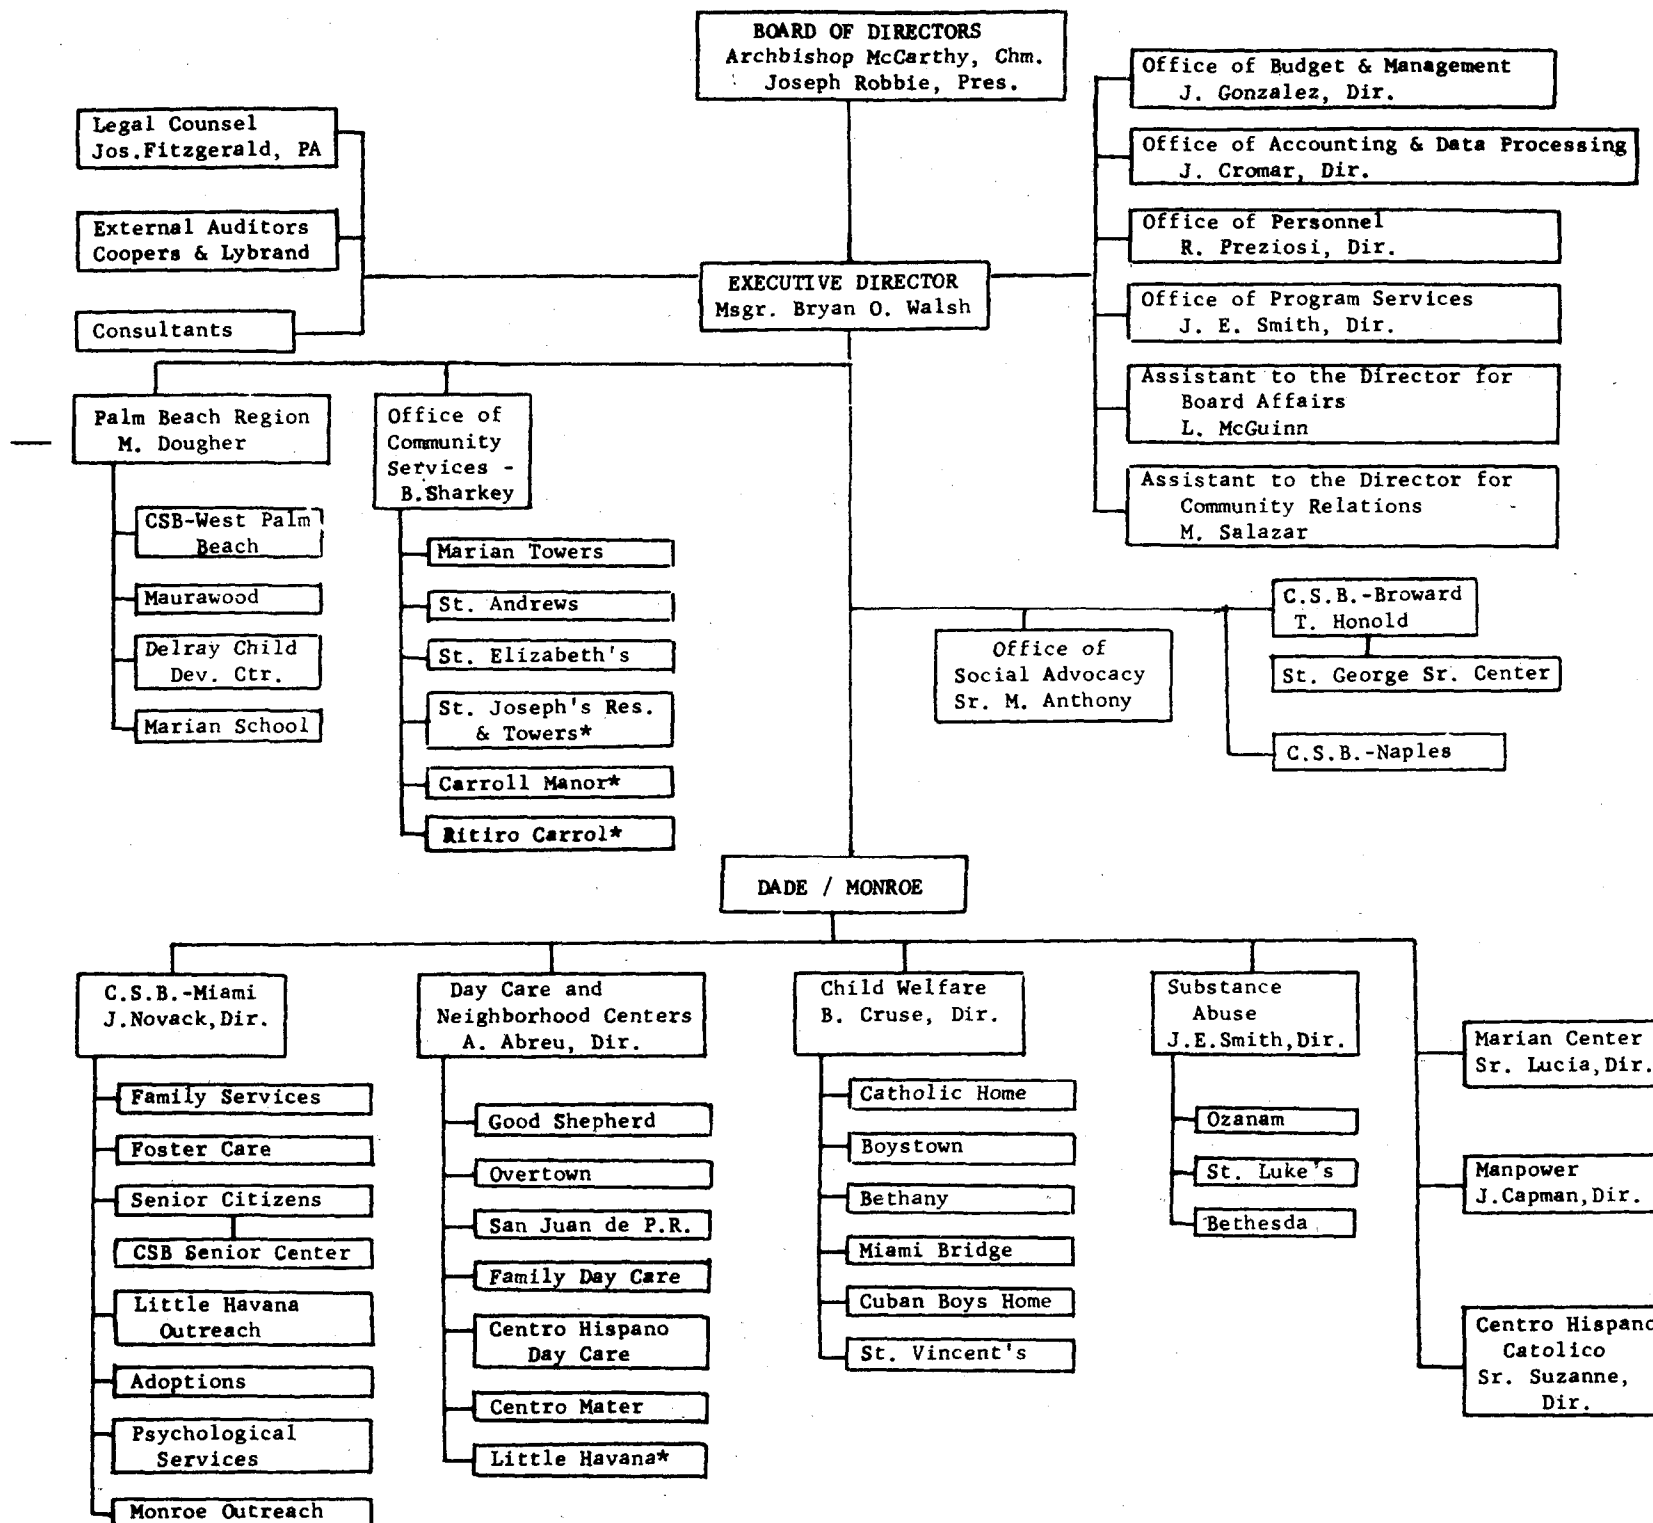 BOARD OF DIRECTORS
Archbishop McCarthy, Chm.
Joseph Robbie, Pres.
Legal Counsel
Jos.Fitzgerald, PA
External Auditors
Coopers & Lybrand
Consultants
EXECUTIVE DIRECTOR
Msgr. Bryan O. Walsh
Office of Budget & Management
J. Gonzalez, Dir.
Office of Accounting & Data Processing
J. Cromar, Dir.
Office of Personnel
R. Preziosi, Dir.
Office of Program Services
J. E. Smith, Dir.
Assistant to the Director for
Board Affairs
L. McGuinn
Assistant to the Director for
Community Relations
M. Salazar
Palm Beach Region
M. Dougher
CSB-West Palm
Beach
Maurawood
Delray Child
Dev. Ctr.
Marian School
Office of
Community
Services -
B.Sharkey
Marian Towers
St. Andrews
St. Elizabeth's
St. Joseph's Res.
& Towers*
Carroll Manor*
Ritiro Carrol*
Office of
Social Advocacy
Sr. M. Anthony
C.S.B.-Broward
T. Honold
St. George Sr. Center
C.S.B.-Naples
DADE / MONROE
C.S.B.-Miami
J.Novack,Dir.
Family Services
Foster Care
Senior Citizens
CSB Senior Center
Little Havana
Outreach
Adoptions
Psychological
Services
Monroe Outreach
Day Care and
Neighborhood Centers
A. Abreu, Dir.
Good Shepherd
Overtown
San Juan de P.R.
Family Day Care
Centro Hispano
Day Care
Centro Mater
Little Havana*
Child Welfare
B. Cruse, Dir.
Catholic Home
Boystown
Bethany
Miami Bridge
Cuban Boys Home
St. Vincent's
Substance
Abuse
J.E.Smith,Dir.
Ozanam
St. Luke's
Bethesda
Marian Center
Sr. Lucia,Dir.
Manpower
J.Capman,Dir.
Centro Hispano
Catolico
Sr. Suzanne,
Dir.